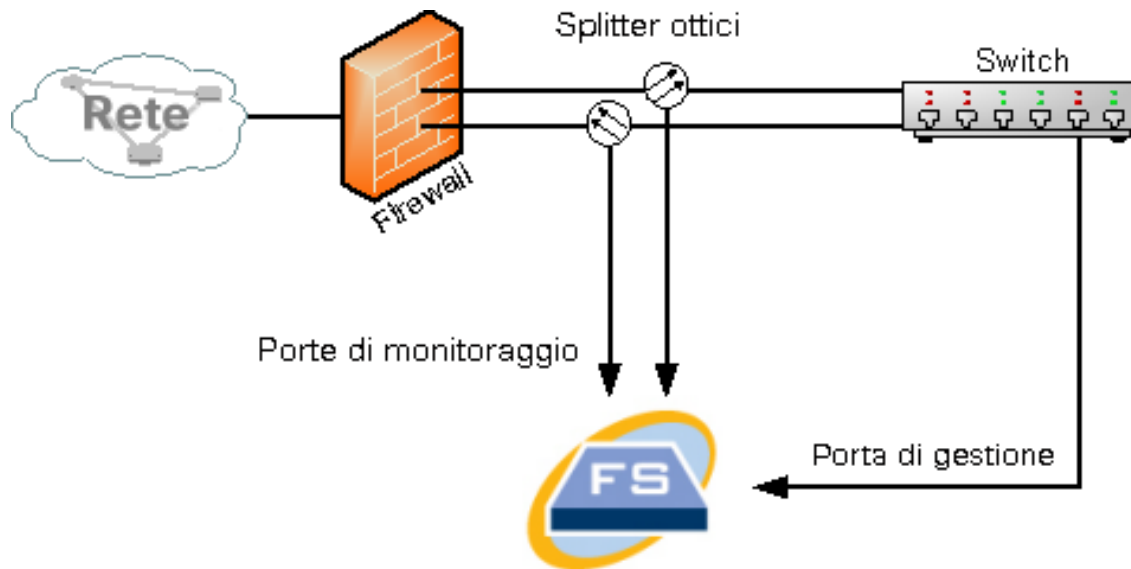 Splitter ottici
Switch
Rete
Firewall
Porte di monitoraggio
Porta di gestione
FS